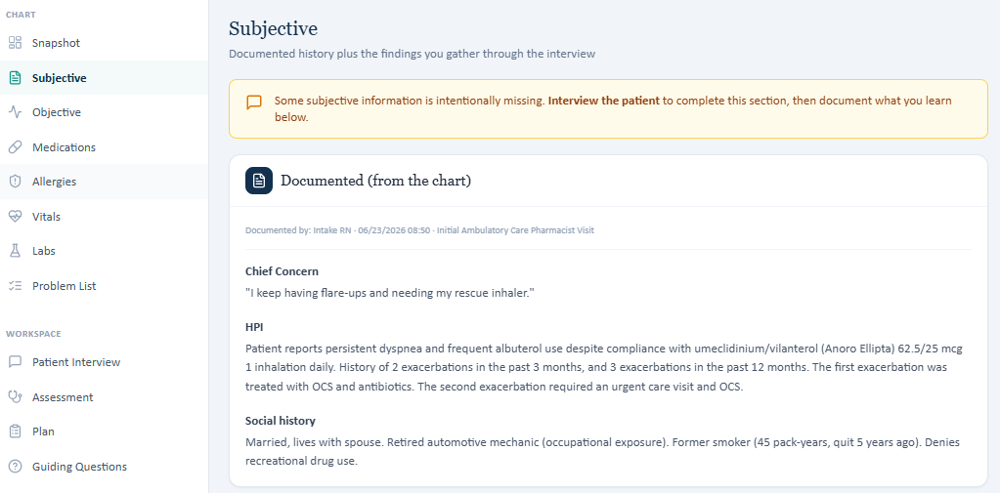 CHART
Snapshot
Subjective
Objective
Medications
Allergies
Vitals
Labs
Problem List
WORKSPACE
Patient Interview
Assessment
Plan
Guiding Questions
Subjective
Documented history plus the findings you gather through the interview
Some subjective information is intentionally missing. Interview the patient to complete this section, then document what you learn
below.
Documented (from the chart)
Documented by: Intake RN - 06/23/2026 08:50 - Initial Ambulatory Care Pharmacist Visit
Chief Concern
"I keep having flare-ups and needing my rescue inhaler."
HPI
Patient reports persistent dyspnea and frequent albuterol use despite compliance with umeclidinium/vilanterol (Anoro Ellipta) 62.5/25 mcg
1 inhalation daily. History of 2 exacerbations in the past 3 months, and 3 exacerbations in the past 12 months. The first exacerbation was
treated with OCS and antibiotics. The second exacerbation required an urgent care visit and OCS.
Social history
Married, lives with spouse. Retired automotive mechanic (occupational exposure). Former smoker (45 pack-years, quit 5 years ago). Denies
recreational drug use.